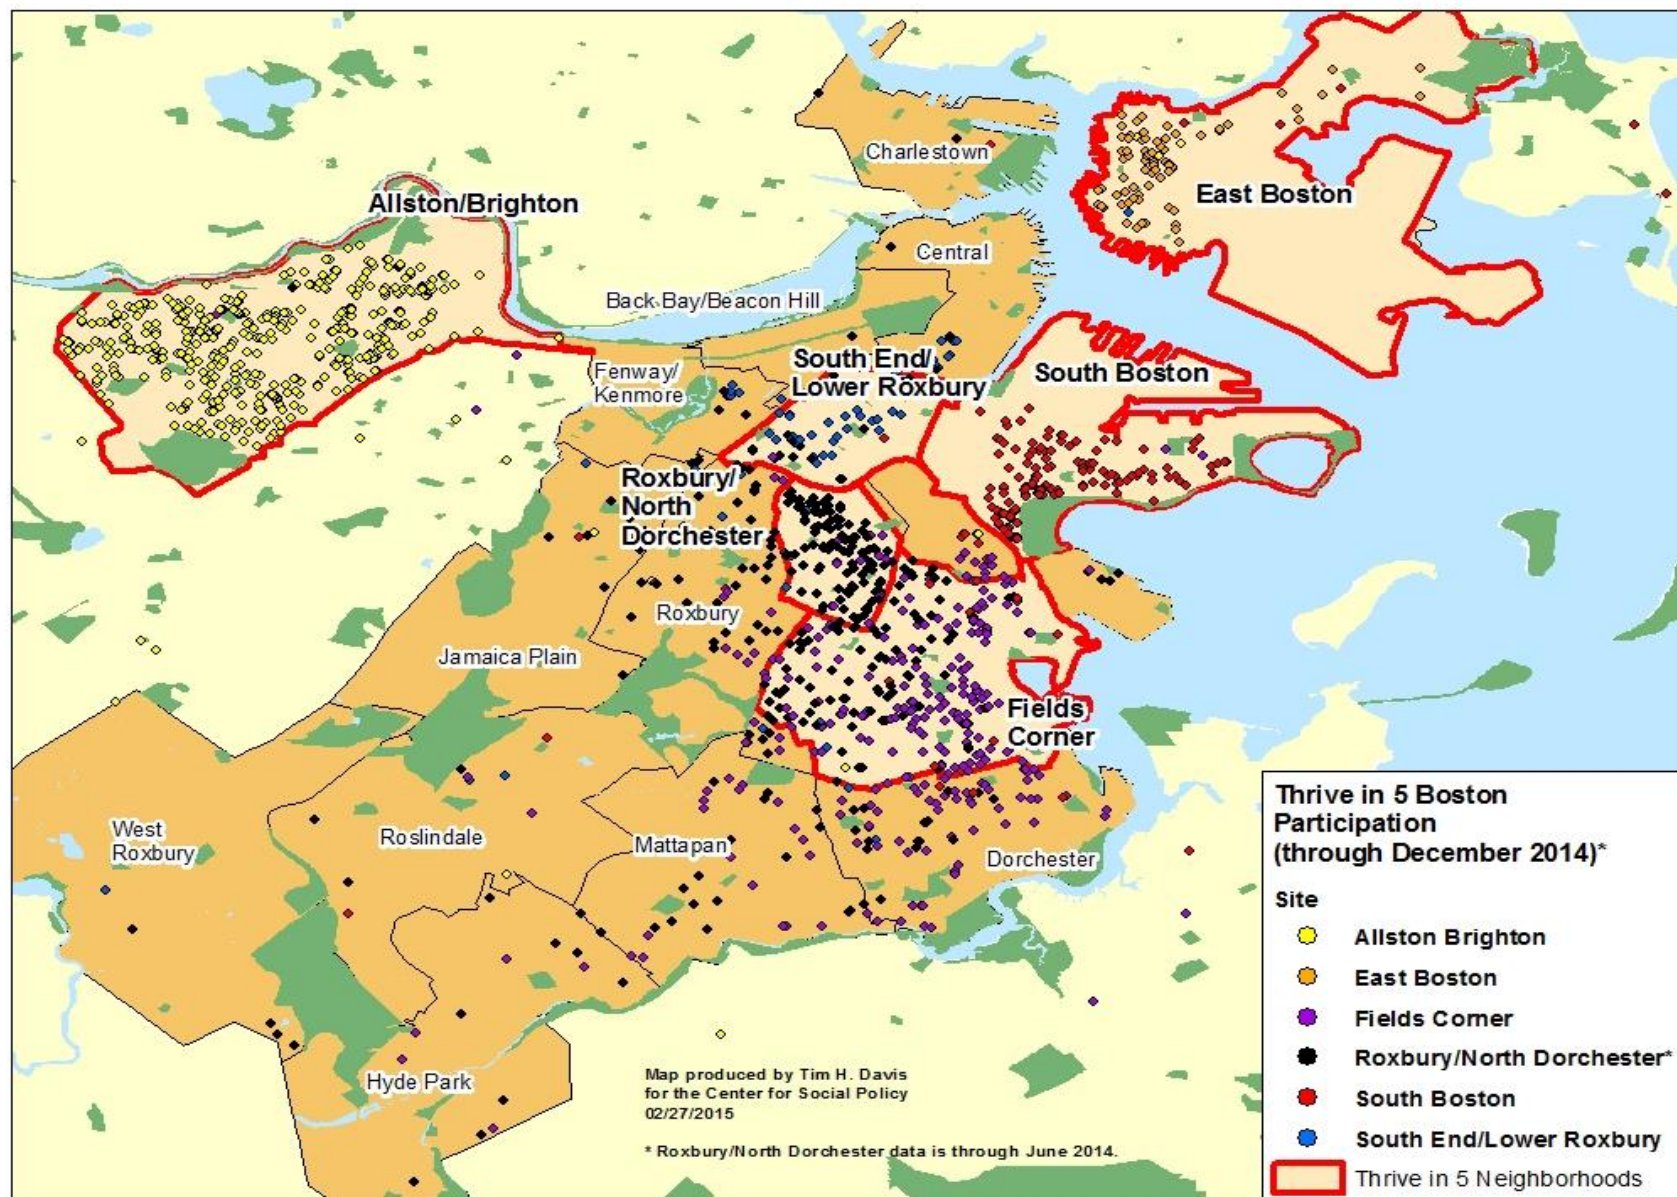 Charlestown
Allston/Brighton
East Boston
Central
Back Bay/Beacon Hill
South End/
Lower Roxbury
South Boston
Fenway/
Kenmore
Roxbury/
North
Dorchester
Roxbury
Jamaica Plain
Fields
Corner
West
Roxbury
Roslindale
Mattapan
Dorchester
Hyde Park
Map produced by Tim H. Davis
for the Center for Social Policy
02/27/2015
* Roxbury/North Dorchester data is through June 2014.
Thrive in 5 Boston
Participation
(through December 2014)*
Site
Allston Brighton
East Boston
Fields Corner
Roxbury/North Dorchester*
South Boston
South End/Lower Roxbury
Thrive in 5 Neighborhoods